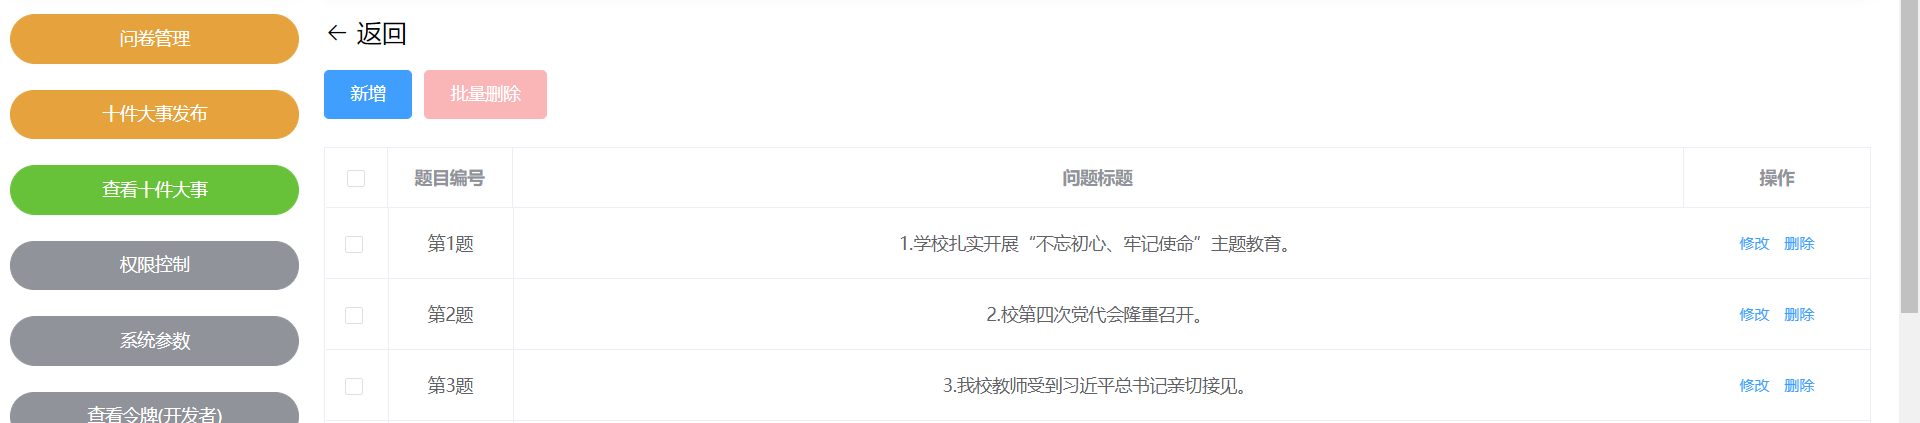 问卷管理
十件大事发布
查看十件大事
权限控制
系统参数
查看令牌(开发者)
返回
新增 批量删除
题目编号 问题标题 操作
第1题 1.学校扎实开展“不忘初心、牢记使命”主题教育。 修改 删除
第2题 2.校第四次党代会隆重召开。 修改 删除
第3题 3.我校教师受到习近平总书记亲切接见。 修改 删除